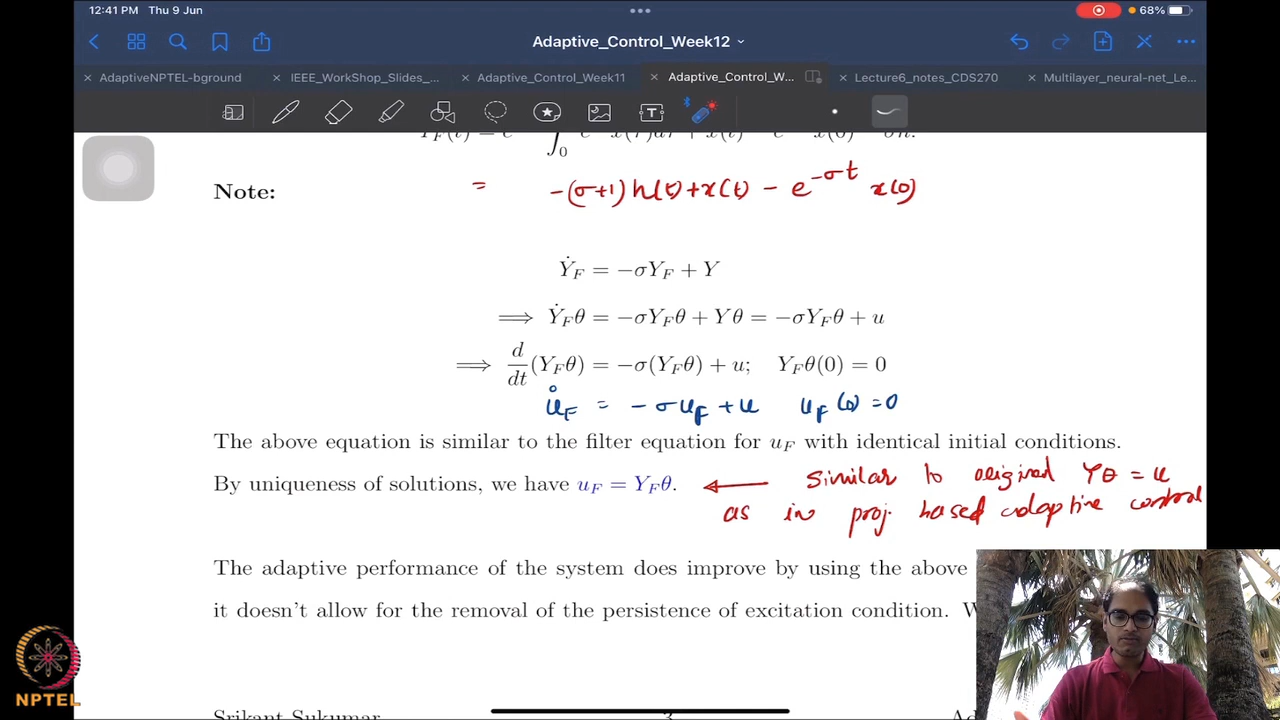 12:41 PM Thu 9 Jun
68%
Adaptive_Control_Week12
AdaptiveNPTEL-bground
IEEE_WorkShop_Slides_...
Adaptive_Control_Week11
Adaptive_Control_W...
Lecture6_notes_CDS270
Multilayer_neural-net_Le...
Note:
= -(σ+1) h(t) + x(t) - e^{-σt} x(0)
Ẏ_F = −σY_F + Y
⟹ Ẏ_Fθ = −σY_Fθ + Yθ = −σY_Fθ + u
⟹ d/dt (Y_Fθ) = −σ(Y_Fθ) + u; Y_Fθ(0) = 0
u̇_F = -σu_F + u u_F(0) = 0
The above equation is similar to the filter equation for u_F with identical initial conditions.
By uniqueness of solutions, we have u_F = Y_Fθ.
← similar to original Yθ = u
as in proj. based adaptive control
The adaptive performance of the system does improve by using the above
it doesn't allow for the removal of the persistence of excitation condition. W
NPTEL
Srikant Sukumar
3
Ad